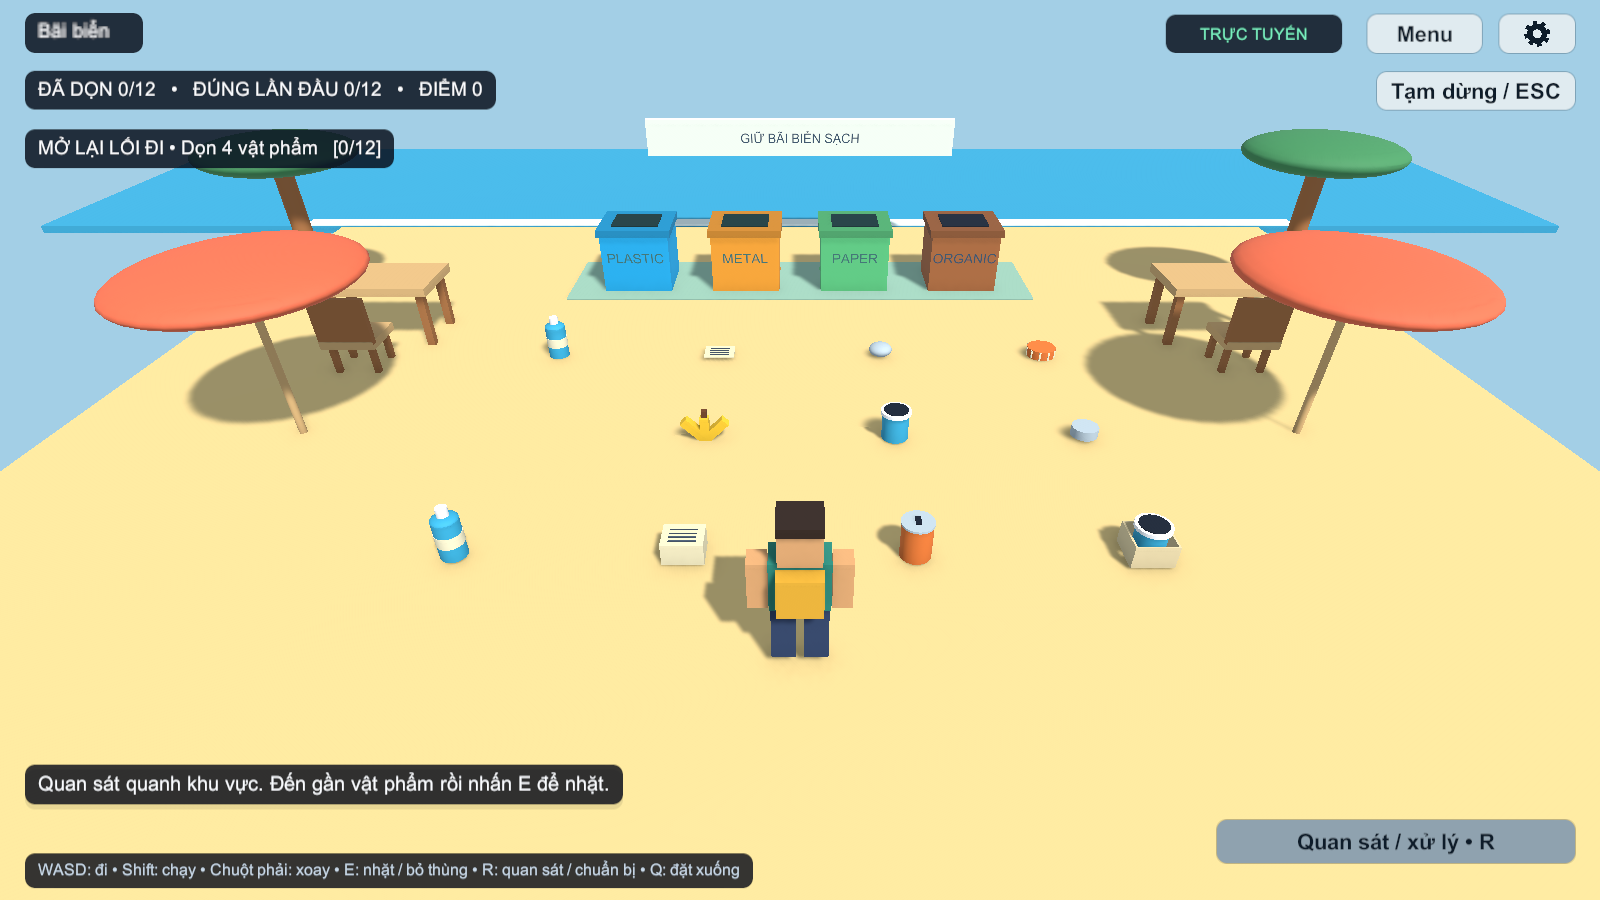 Bãi biển
TRỰC TUYẾN
Menu
ĐÃ DỌN 0/12 • ĐÚNG LẦN ĐẦU 0/12 • ĐIỂM 0
Tạm dừng / ESC
MỞ LẠI LỐI ĐI • Dọn 4 vật phẩm [0/12]
GIỮ BÃI BIỂN SẠCH
PLASTIC
METAL
PAPER
ORGANIC
Quan sát quanh khu vực. Đến gần vật phẩm rồi nhấn E để nhặt.
Quan sát / xử lý • R
WASD: đi • Shift: chạy • Chuột phải: xoay • E: nhặt / bỏ thùng • R: quan sát / chuẩn bị • Q: đặt xuống